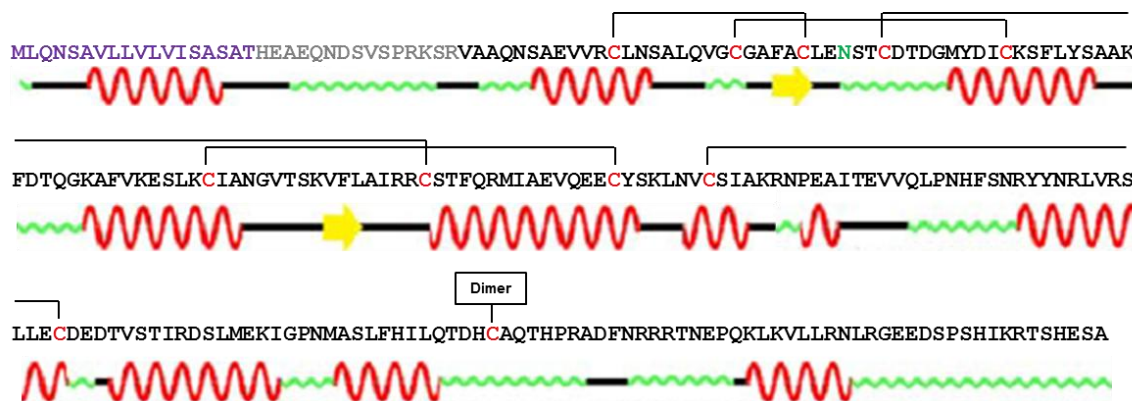 MLQNSAVLLVLVISASATHEAEQNDSVSPRKSRVAAQNSAEVVRCLNSALQVGCGAFACLENSTCDTDGMYDICKSFLYSAAK
FDTQGKAFVKESLKCIANGVTSKVFLAIRRCSTFQRMIAEVQEECYSKLNVCSIAKRNPEAITEVVQLPNHFSNRYYNRLVRS
Dimer
LLECDEDTVSTIRDSLMEKIGPNMASLFHILQTDHCAQTHPRADFNRRRTNEPQKLKVLLRNLRGEEDSPSHIKRTSHESA